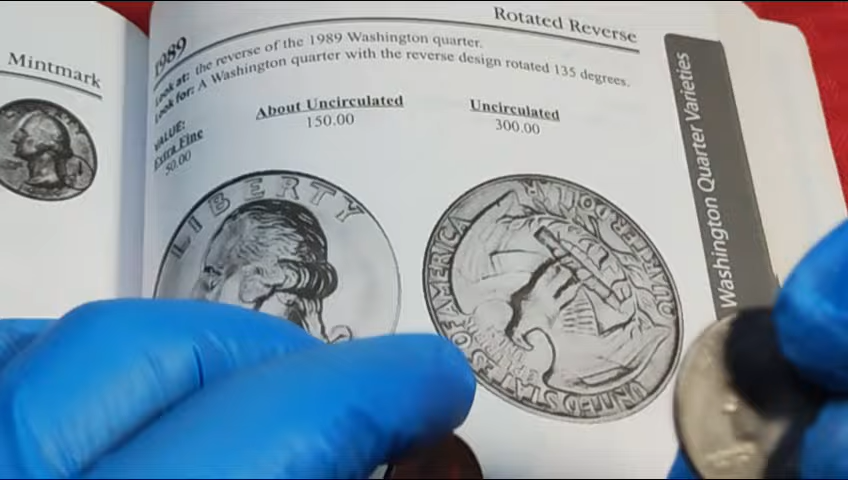 Mintmark
1989
Rotated Reverse
Look at: the reverse of the 1989 Washington quarter.
Look for: A Washington quarter with the reverse design rotated 135 degrees.
VALUE:
Extra Fine
About Uncirculated
Uncirculated
50.00
150.00
300.00
LIBERTY
UNITED STATES OF AMERICA
QUARTER DOLLAR
Washington Quarter Varieties